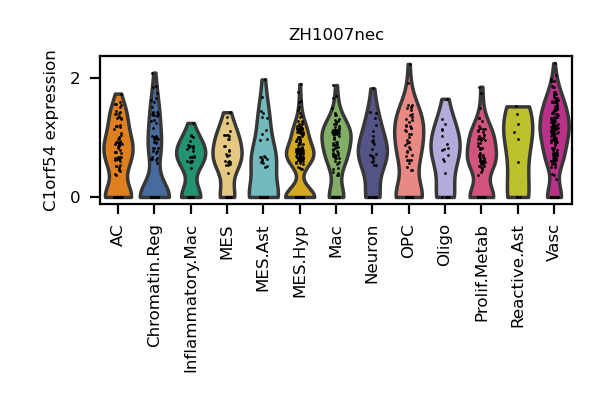 ZH1007nec
C1orf54 expression
2
0
AC
Chromatin.Reg
Inflammatory.Mac
MES
MES.Ast
MES.Hyp
Mac
Neuron
OPC
Oligo
Prolif.Metab
Reactive.Ast
Vasc